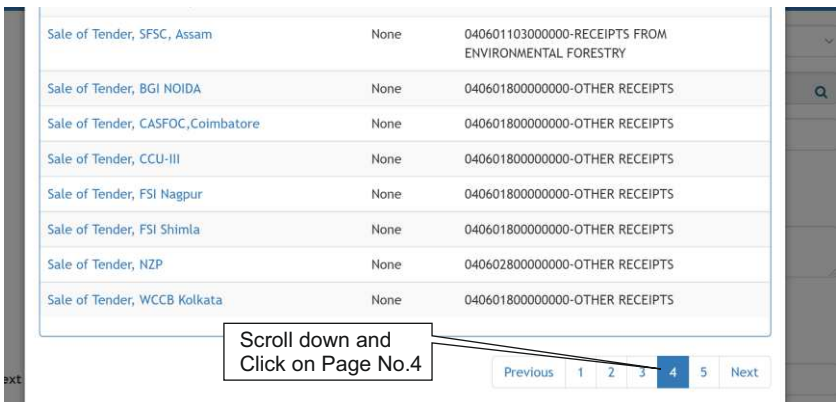 Sale of Tender, SFSC, Assam None 040601103000000-RECEIPTS FROM
ENVIRONMENTAL FORESTRY
Sale of Tender, BGI NOIDA None 040601800000000-OTHER RECEIPTS
Sale of Tender, CASFOC,Coimbatore None 040601800000000-OTHER RECEIPTS
Sale of Tender, CCU-III None 040601800000000-OTHER RECEIPTS
Sale of Tender, FSI Nagpur None 040601800000000-OTHER RECEIPTS
Sale of Tender, FSI Shimla None 040601800000000-OTHER RECEIPTS
Sale of Tender, NZP None 040602800000000-OTHER RECEIPTS
Sale of Tender, WCCB Kolkata None 040601800000000-OTHER RECEIPTS
Scroll down and
Click on Page No.4
Previous 1 2 3 4 5 Next
ext